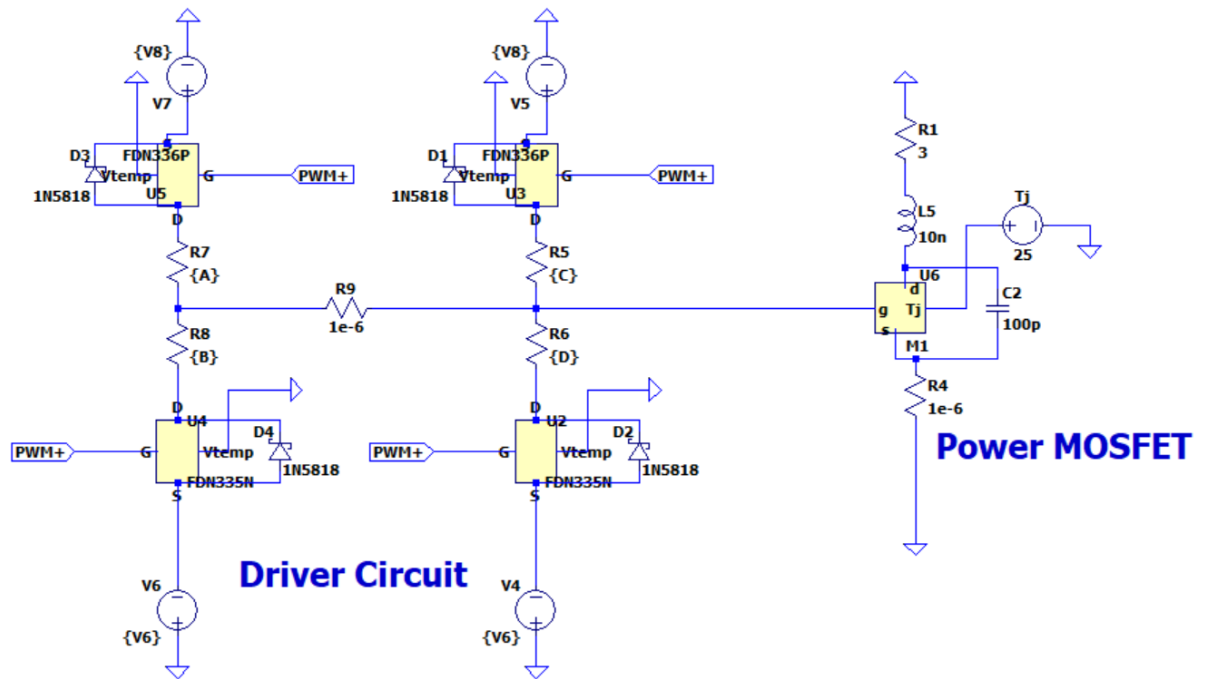 {V8}
V7
D3
FDN336P
Vtemp
G
PWM+
1N5818
U5
D
R7
{A}
R9
1e-6
R8
{B}
D
U4
D4
PWM+
G
Vtemp
1N5818
FDN335N
S
V6
{V6}
{V8}
V5
D1
FDN336P
Vtemp
G
PWM+
1N5818
U3
D
R5
{C}
R6
{D}
D
U2
D2
PWM+
G
Vtemp
1N5818
FDN335N
S
V4
{V6}
Driver Circuit
R1
3
L5
10n
Tj
25
U6
d
g
Tj
s
C2
100p
M1
R4
1e-6
Power MOSFET